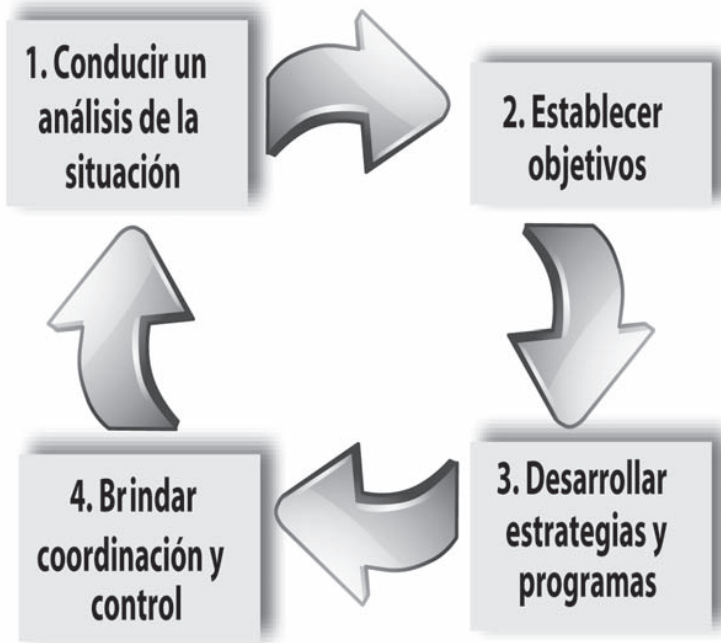 1. Conducir un
análisis de la
situación
2. Establecer
objetivos
3. Desarrollar
estrategias y
programas
4. Brindar
coordinación y
control